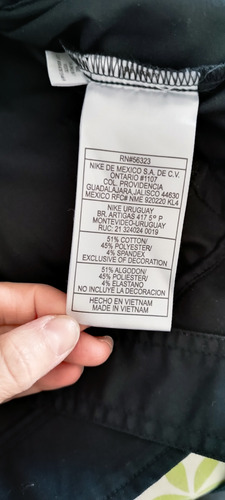 RN#56323
NIKE DE MEXICO S.A. DE C.V.
ONTARIO #1107
COL. PROVIDENCIA
GUADALAJARA,JALISCO 44630
MEXICO RFC# NME 920220 KL4
NIKE URUGUAY
BR. ARTIGAS 417.5º P
MONTEVIDEO-URUGUAY
RUC: 21 324024 0019
51% COTTON/
45% POLYESTER/
4% SPANDEX
EXCLUSIVE OF DECORATION
51% ALGODON/
45% POLIESTER/
4% ELASTANO
NO INCLUYE LA DECORACION
HECHO EN VIETNAM
MADE IN VIETNAM